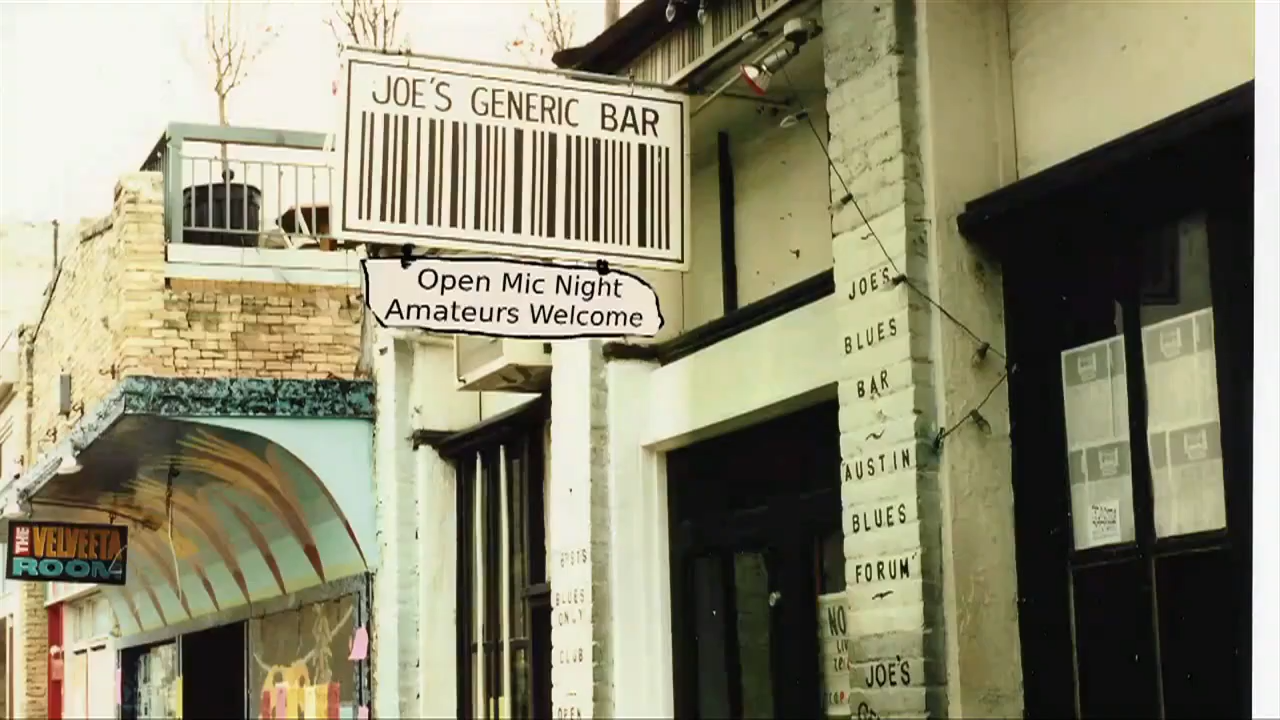 JOE'S GENERIC BAR
Open Mic Night
Amateurs Welcome
THE VELVEETA
ROOM
JOE'S
BLUES
BAR
~
AUSTIN
BLUES
FORUM
~
JOE'S
BLUES
ONLY
CLUB
OPEN
NO